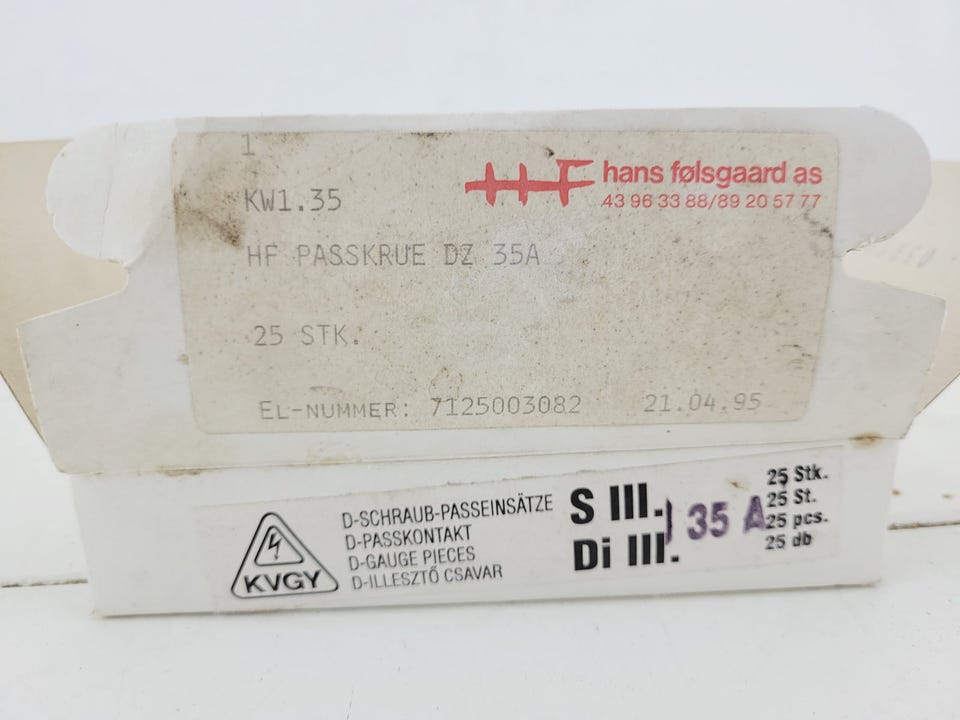 1
HF hans følsgaard as
43 96 33 88/89 20 57 77
KW1.35
HF PASSKRUE DZ 35A
25 STK.
EL-NUMMER: 7125003082 21.04.95
KVGY
D-SCHRAUB-PASSEINSÄTZE
D-PASSKONTAKT
D-GAUGE PIECES
D-ILLESZTŐ CSAVAR
S III.
Di III.
35 A
25 Stk.
25 St.
25 pcs.
25 db